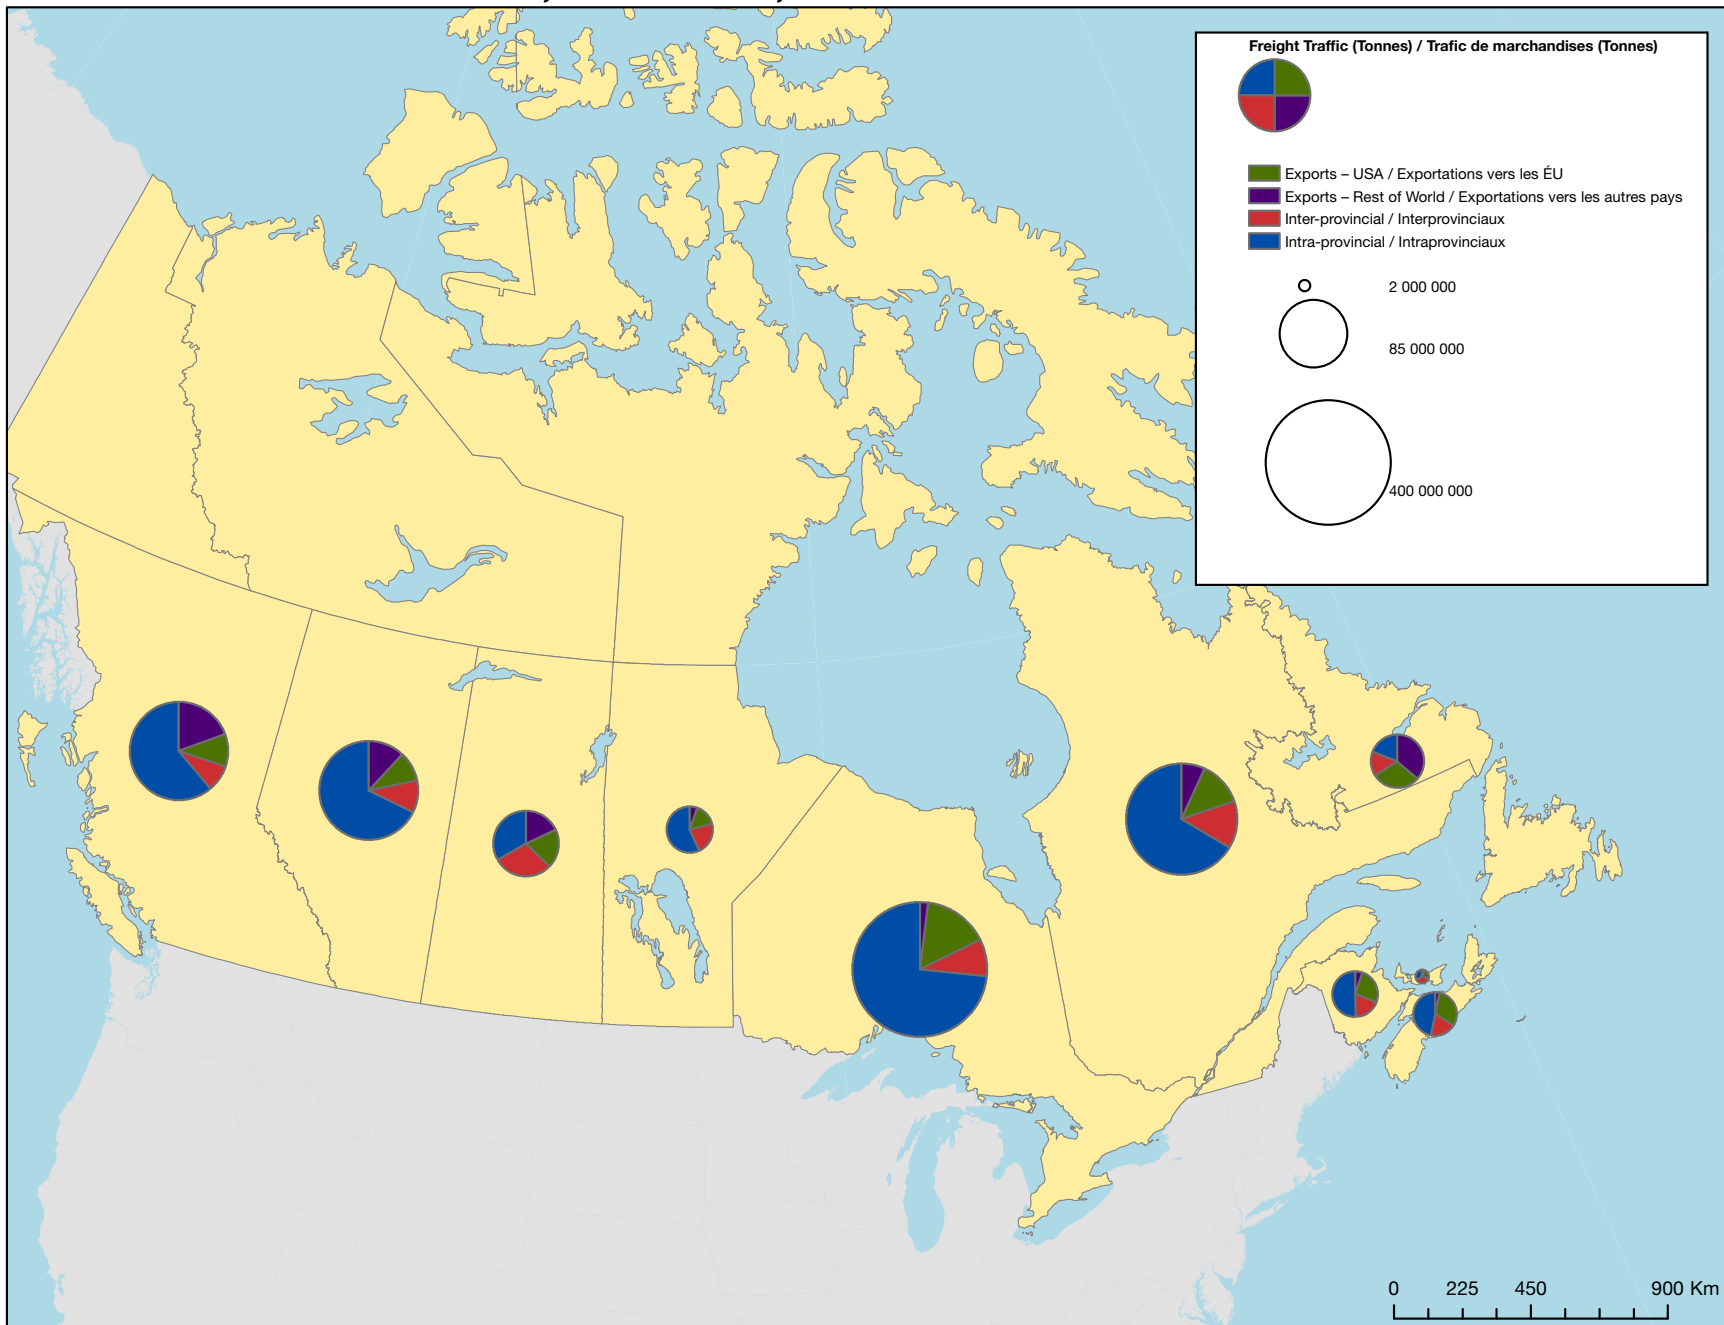 Freight Traffic (Tonnes) / Trafic de marchandises (Tonnes)
Exports – USA / Exportations vers les ÉU
Exports – Rest of World / Exportations vers les autres pays
Inter-provincial / Interprovinciaux
Intra-provincial / Intraprovinciaux
2 000 000
85 000 000
400 000 000
0 225 450 900 Km